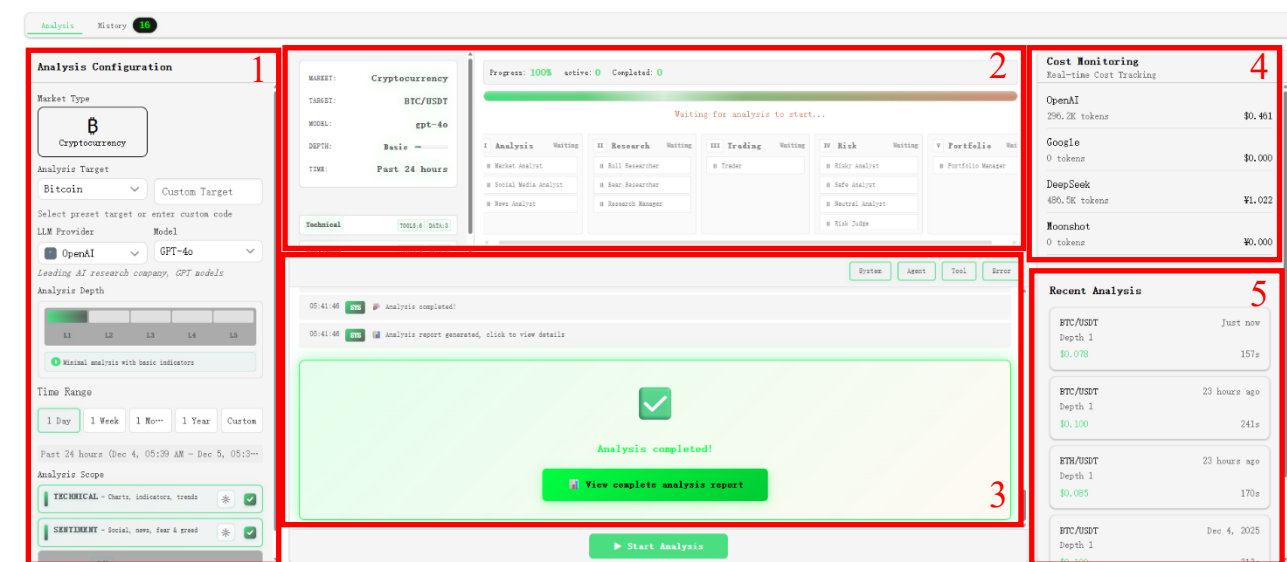 Analysis History 16
Analysis Configuration 1
Market Type
Cryptocurrency
Analysis Target
Bitcoin Custom Target
Select preset target or enter custom code
LLM Provider Model
OpenAI GPT-4o
Leading AI research company, GPT models
Analysis Depth
L1 L2 L3 L4 L5
Minimal analysis with basic indicators
Time Range
1 Day 1 Week 1 Mo··· 1 Year Custom
Past 24 hours (Dec 4, 05:39 AM – Dec 5, 05:3···
Analysis Scope
TECHNICAL - Charts, indicators, trends
SENTIMENT - Social, news, fear & greed
2
MARKET: Cryptocurrency
TARGET: BTC/USDT
MODEL: gpt-4o
DEPTH: Basic
TIME: Past 24 hours
Technical TOOLS:6 DATA:3
Progress: 100% active: 0 Completed: 0
Waiting for analysis to start...
I Analysis Waiting
Market Analyst
Social Media Analyst
News Analyst
II Research Waiting
Bull Researcher
Bear Researcher
Research Manager
III Trading Waiting
Trader
IV Risk Waiting
Risky Analyst
Safe Analyst
Neutral Analyst
Risk Judge
V Portfolio Wai
Portfolio Manager
System Agent Tool Error
05:41:46 SYS Analysis completed!
05:41:46 SYS Analysis report generated, click to view details
Analysis completed!
View complete analysis report
3
Start Analysis
Cost Monitoring 4
Real-time Cost Tracking
OpenAI
296.2K tokens $0.461
Google
0 tokens $0.000
DeepSeek
486.5K tokens ¥1.022
Moonshot
0 tokens ¥0.000
Recent Analysis 5
BTC/USDT Just now
Depth 1
$0.078 157s
BTC/USDT 23 hours ago
Depth 1
$0.100 241s
ETH/USDT 23 hours ago
Depth 1
$0.085 170s
BTC/USDT Dec 4, 2025
Depth 1